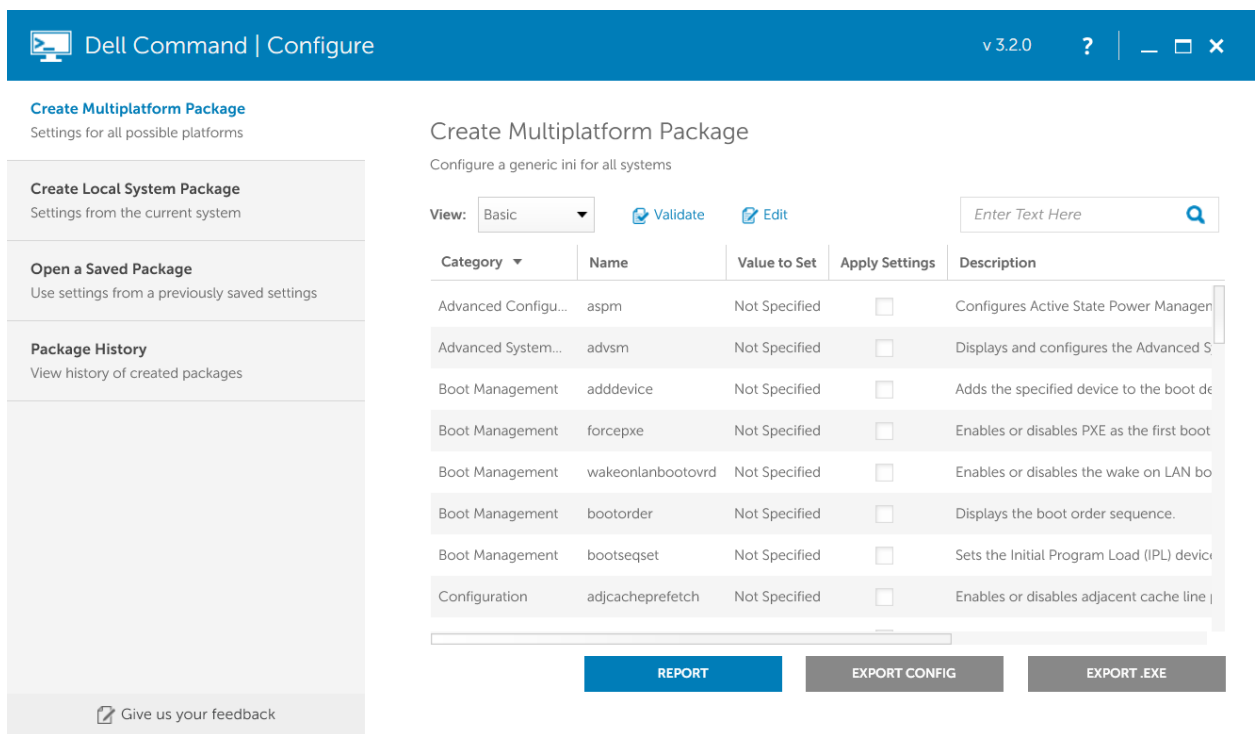 Dell Command | Configure
v 3.2.0
?
Create Multiplatform Package
Settings for all possible platforms
Create Local System Package
Settings from the current system
Open a Saved Package
Use settings from a previously saved settings
Package History
View history of created packages
Give us your feedback
Create Multiplatform Package
Configure a generic ini for all systems
View: Basic Validate Edit Enter Text Here
Category Name Value to Set Apply Settings Description
Advanced Configu... aspm Not Specified Configures Active State Power Managen
Advanced System... advsm Not Specified Displays and configures the Advanced S
Boot Management adddevice Not Specified Adds the specified device to the boot de
Boot Management forcepxe Not Specified Enables or disables PXE as the first boot
Boot Management wakeonlanbootovrd Not Specified Enables or disables the wake on LAN bo
Boot Management bootorder Not Specified Displays the boot order sequence.
Boot Management bootseqset Not Specified Sets the Initial Program Load (IPL) device
Configuration adjcacheprefetch Not Specified Enables or disables adjacent cache line
REPORT EXPORT CONFIG EXPORT .EXE